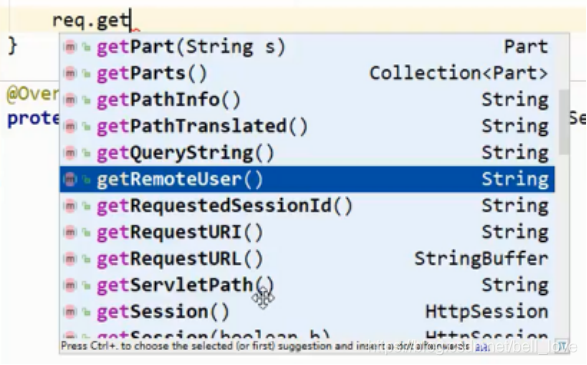 req.get
}
@Over
prote
Se
getPart(String s) Part
getParts() Collection<Part>
getPathInfo() String
getPathTranslated() String
getQueryString() String
getRemoteUser() String
getRequestedSessionId() String
getRequestURI() String
getRequestURL() StringBuffer
getServletPath() String
getSession() HttpSession
getSession(boolean b) HttpSession
Press Ctrl+. to choose the selected (or first) suggestion and insert a dot afterwards